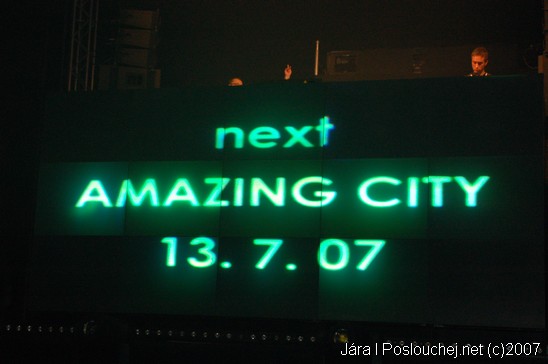 next
AMAZING CITY
13. 7. 07
Jára l Poslouchej.net (c)2007